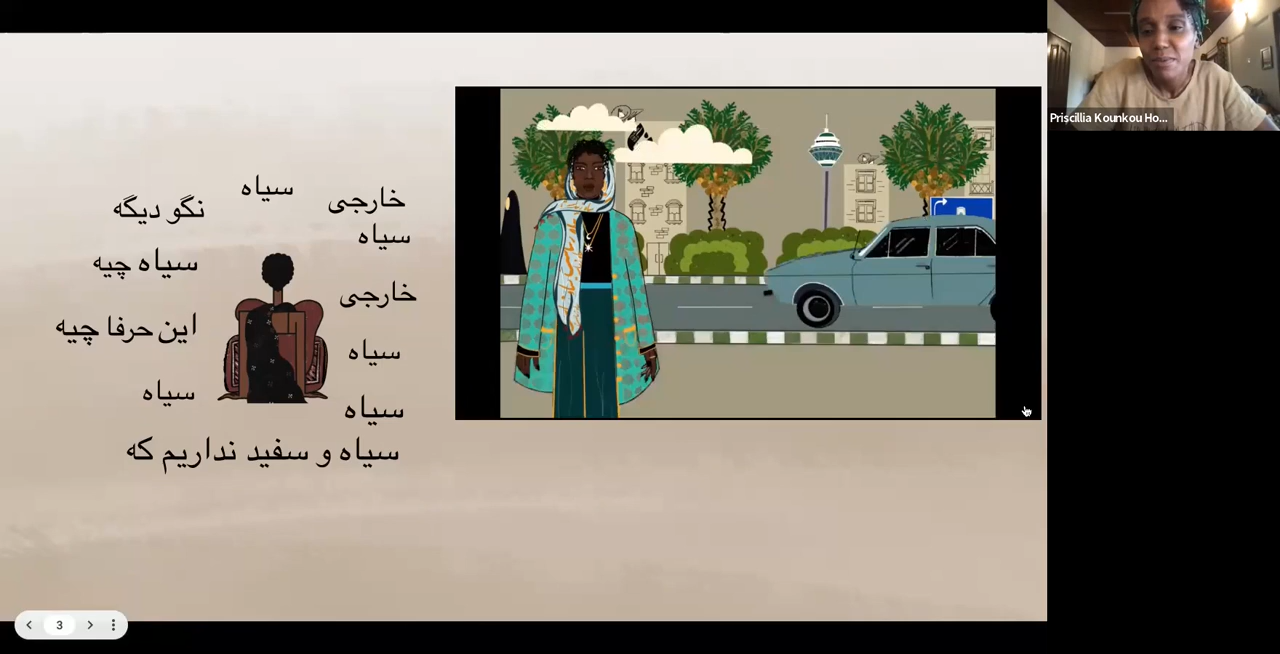 سیاه
خارجی
نگو دیگه
سیاه
سیاه چیه
خارجی
این حرفا چیه
سیاه
سیاه
سیاه
سیاه و سفید نداریم که
Priscillia Kounkou Ho...
3